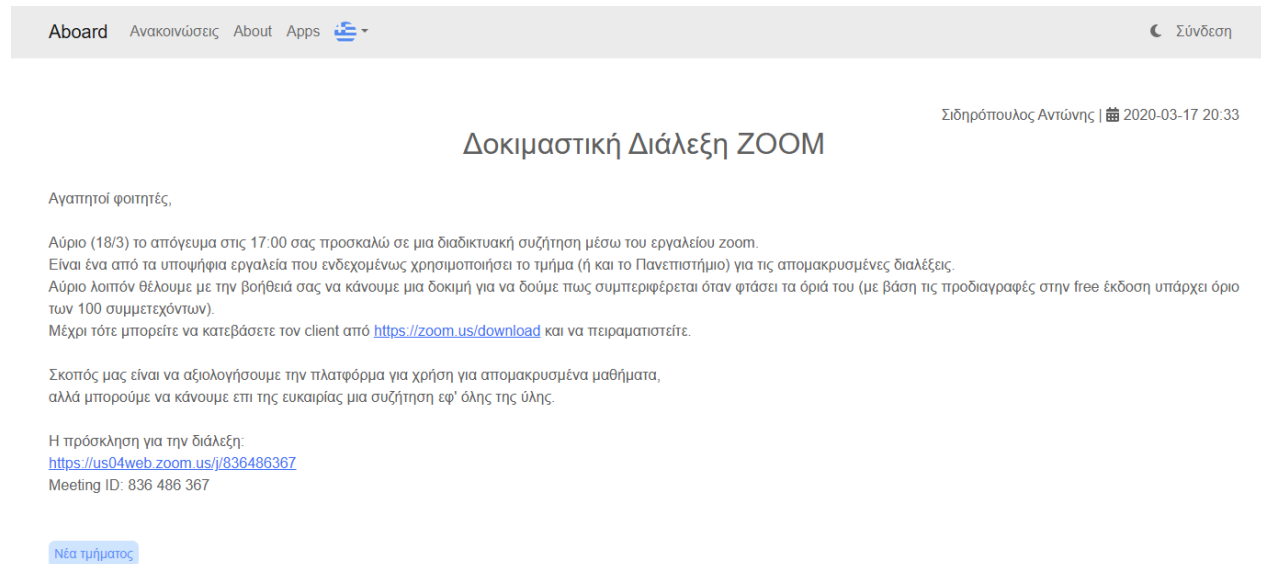 Aboard Ανακοινώσεις About Apps Σύνδεση
Σιδηρόπουλος Αντώνης | 2020-03-17 20:33
Δοκιμαστική Διάλεξη ZOOM
Αγαπητοί φοιτητές,
Αύριο (18/3) το απόγευμα στις 17:00 σας προσκαλώ σε μια διαδικτυακή συζήτηση μέσω του εργαλείου zoom.
Είναι ένα από τα υποψήφια εργαλεία που ενδεχομένως χρησιμοποιήσει το τμήμα (ή και το Πανεπιστήμιο) για τις απομακρυσμένες διαλέξεις.
Αύριο λοιπόν θέλουμε με την βοήθειά σας να κάνουμε μια δοκιμή για να δούμε πως συμπεριφέρεται όταν φτάσει τα όριά του (με βάση τις προδιαγραφές στην free έκδοση υπάρχει όριο
των 100 συμμετεχόντων).
Μέχρι τότε μπορείτε να κατεβάσετε τον client από https://zoom.us/download και να πειραματιστείτε.
Σκοπός μας είναι να αξιολογήσουμε την πλατφόρμα για χρήση για απομακρυσμένα μαθήματα,
αλλά μπορούμε να κάνουμε επι της ευκαιρίας μια συζήτηση εφ' όλης της ύλης.
Η πρόσκληση για την διάλεξη:
https://us04web.zoom.us/j/836486367
Meeting ID: 836 486 367
Νέα τμήματος